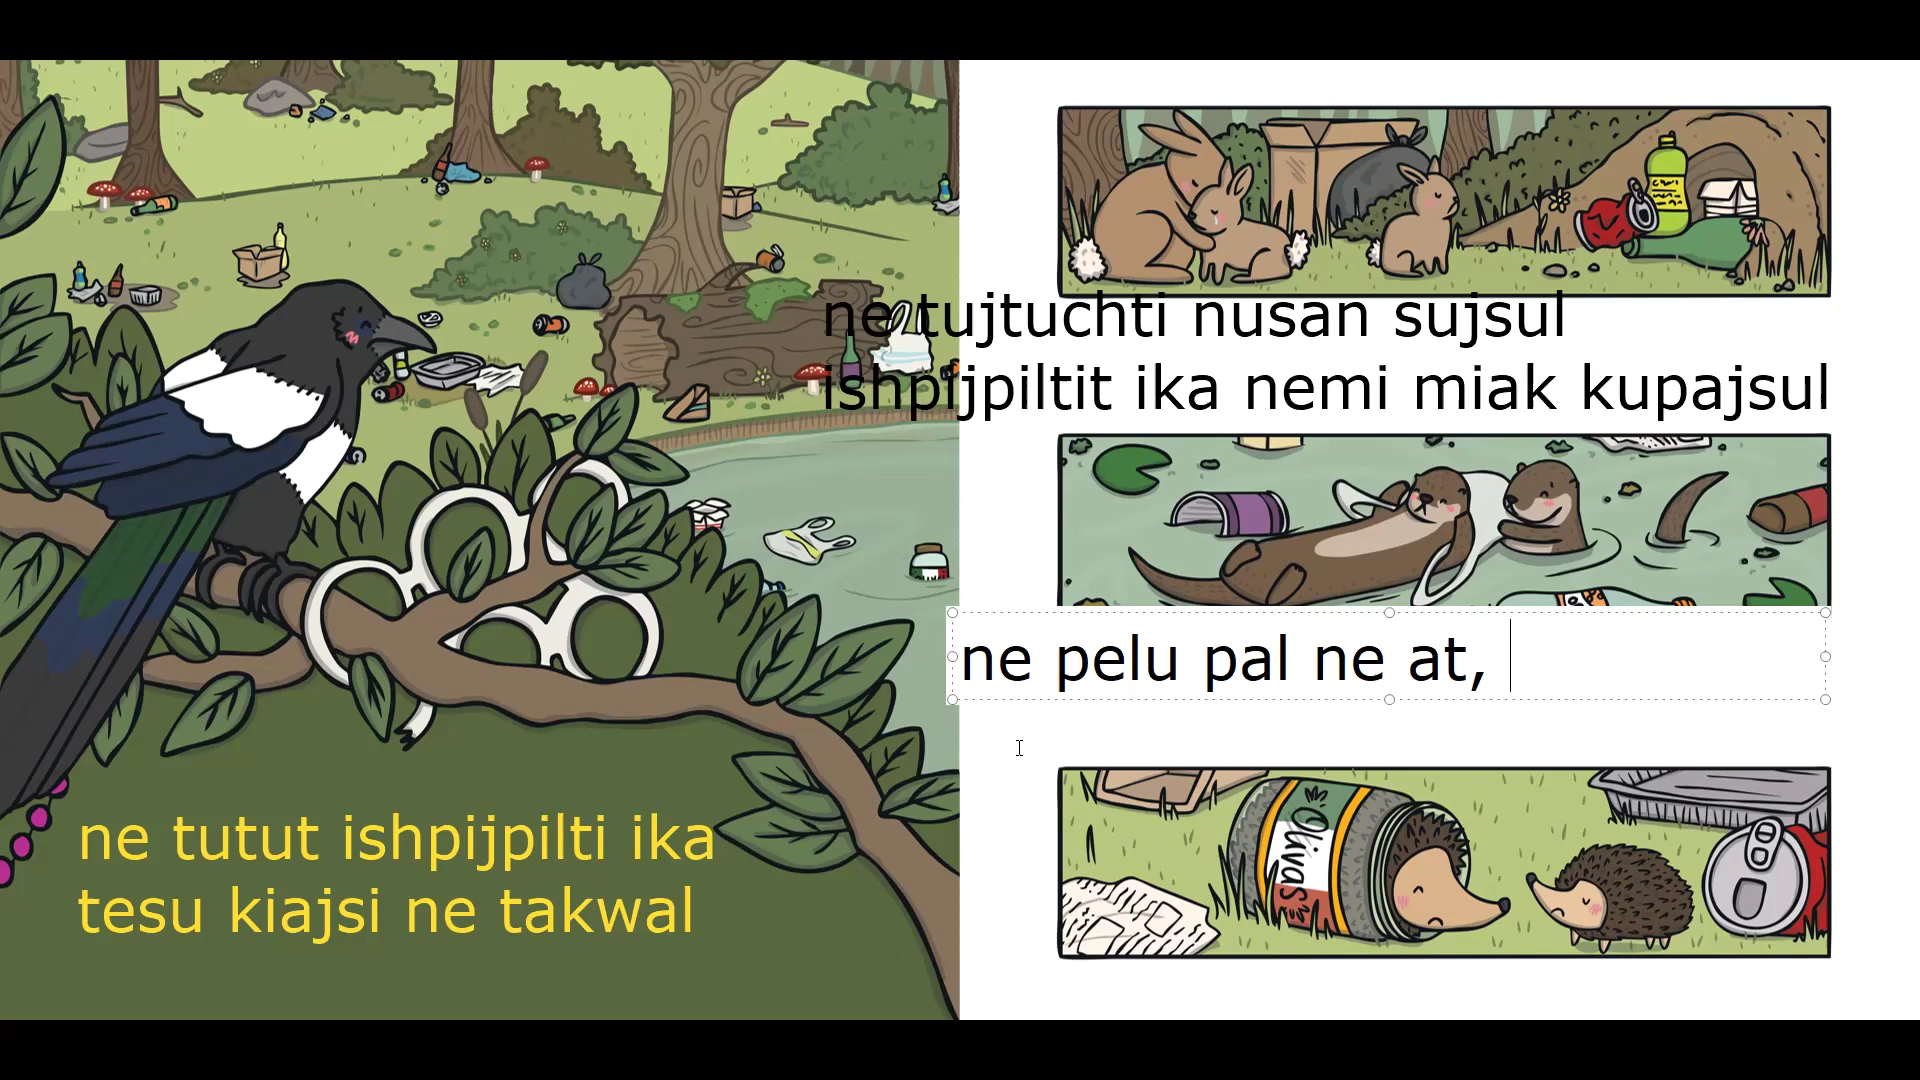 ne tutut ishpijpilti ika
tesu kiajsi ne takwal
ne tujtuchti nusan sujsul
ishpijpiltit ika nemi miak kupajsul
ne pelu pal ne at,
Olivas